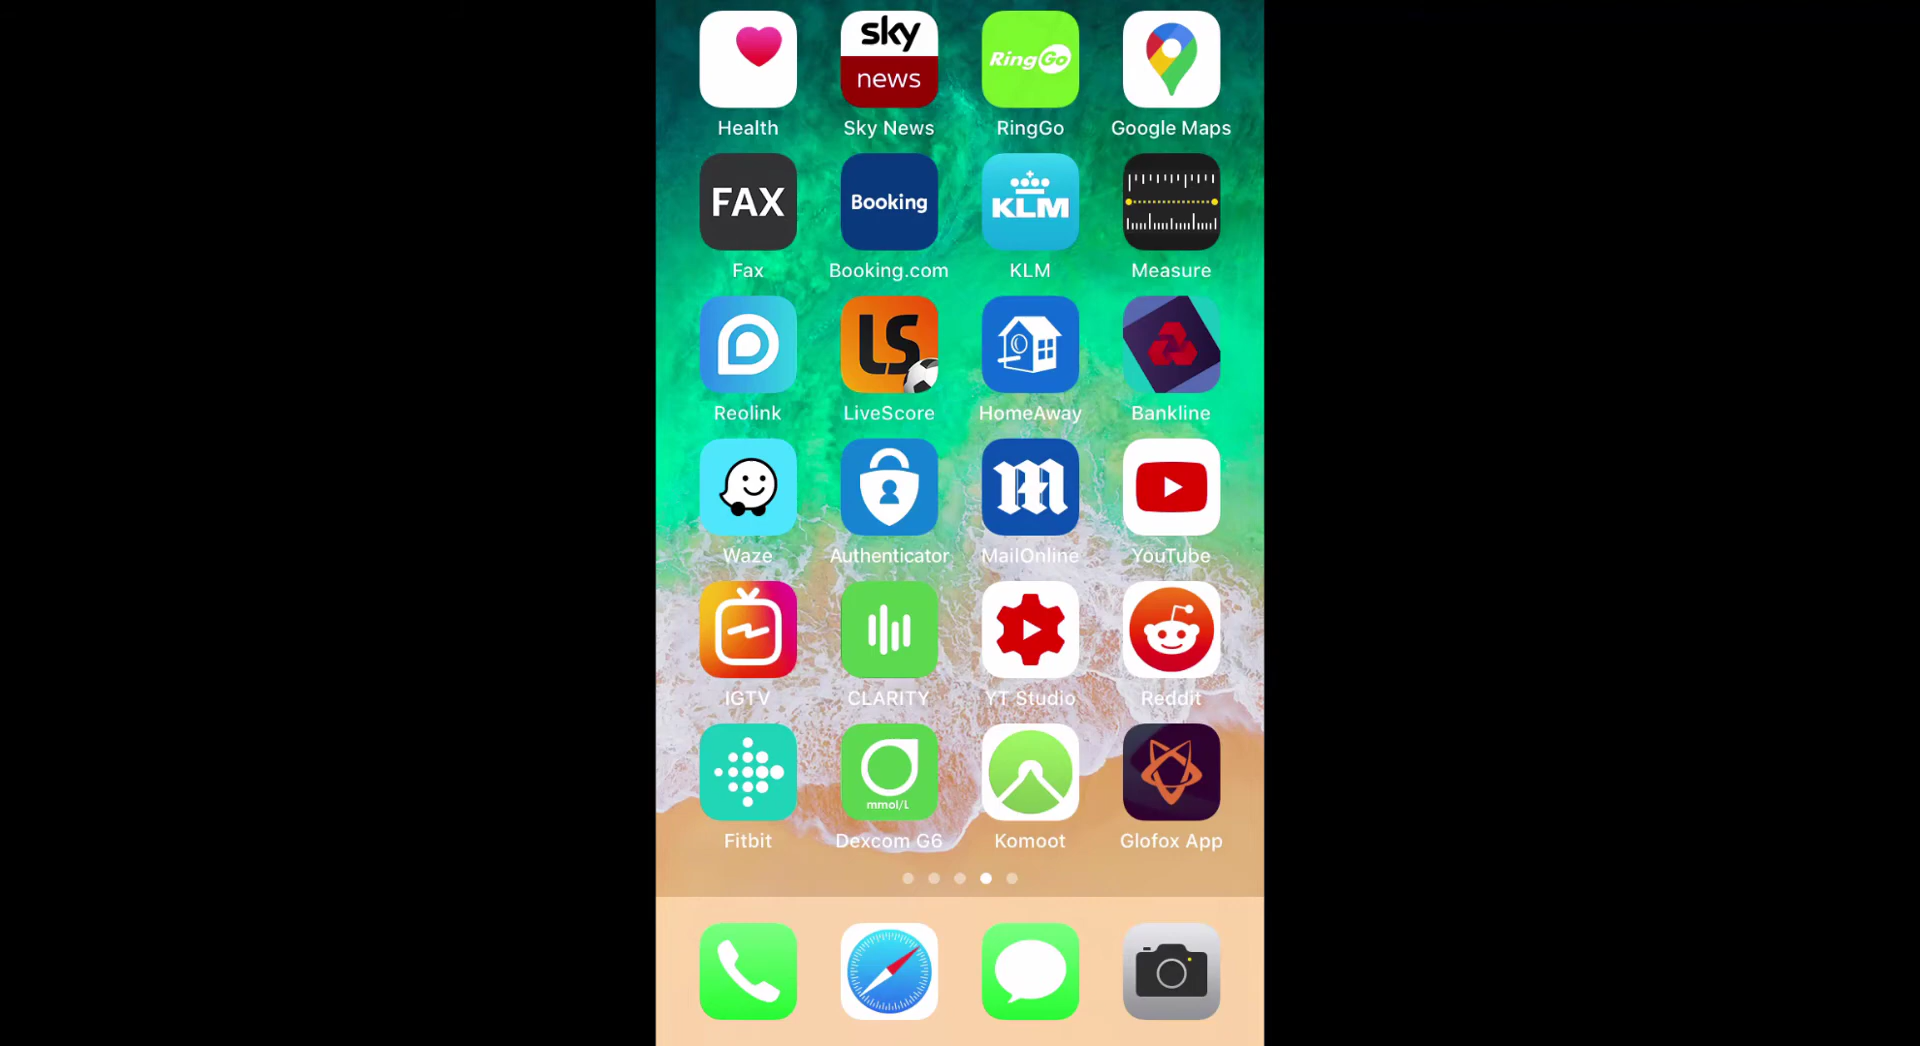 sky
news
RingGo
Health
Sky News
RingGo
Google Maps
FAX
Booking
KLM
Fax
Booking.com
KLM
Measure
LS
Reolink
LiveScore
HomeAway
Bankline
m
Waze
Authenticator
MailOnline
YouTube
IGTV
CLARITY
YT Studio
Reddit
mmol/L
Fitbit
Dexcom G6
Komoot
Glofox App